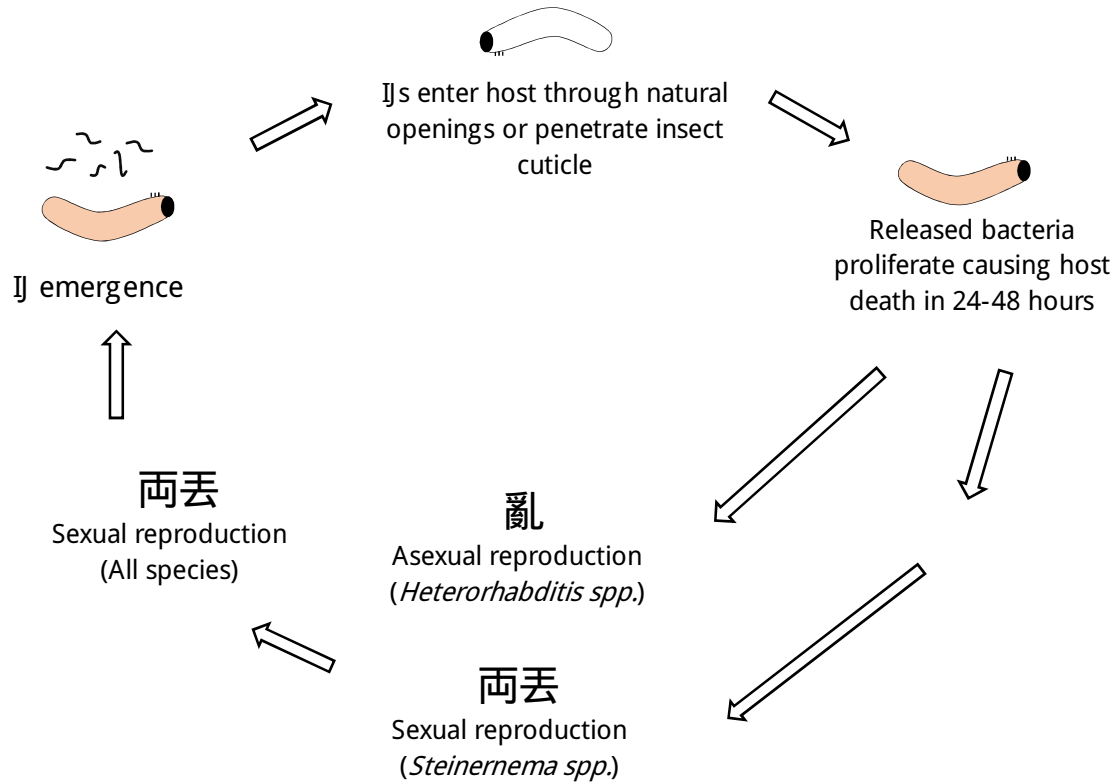 IJs enter host through natural
openings or penetrate insect
cuticle
Released bacteria
proliferate causing host
death in 24-48 hours
亂
Asexual reproduction
(Heterorhabditis spp.)
両丟
Sexual reproduction
(Steinernema spp.)
両丟
Sexual reproduction
(All species)
IJ emergence